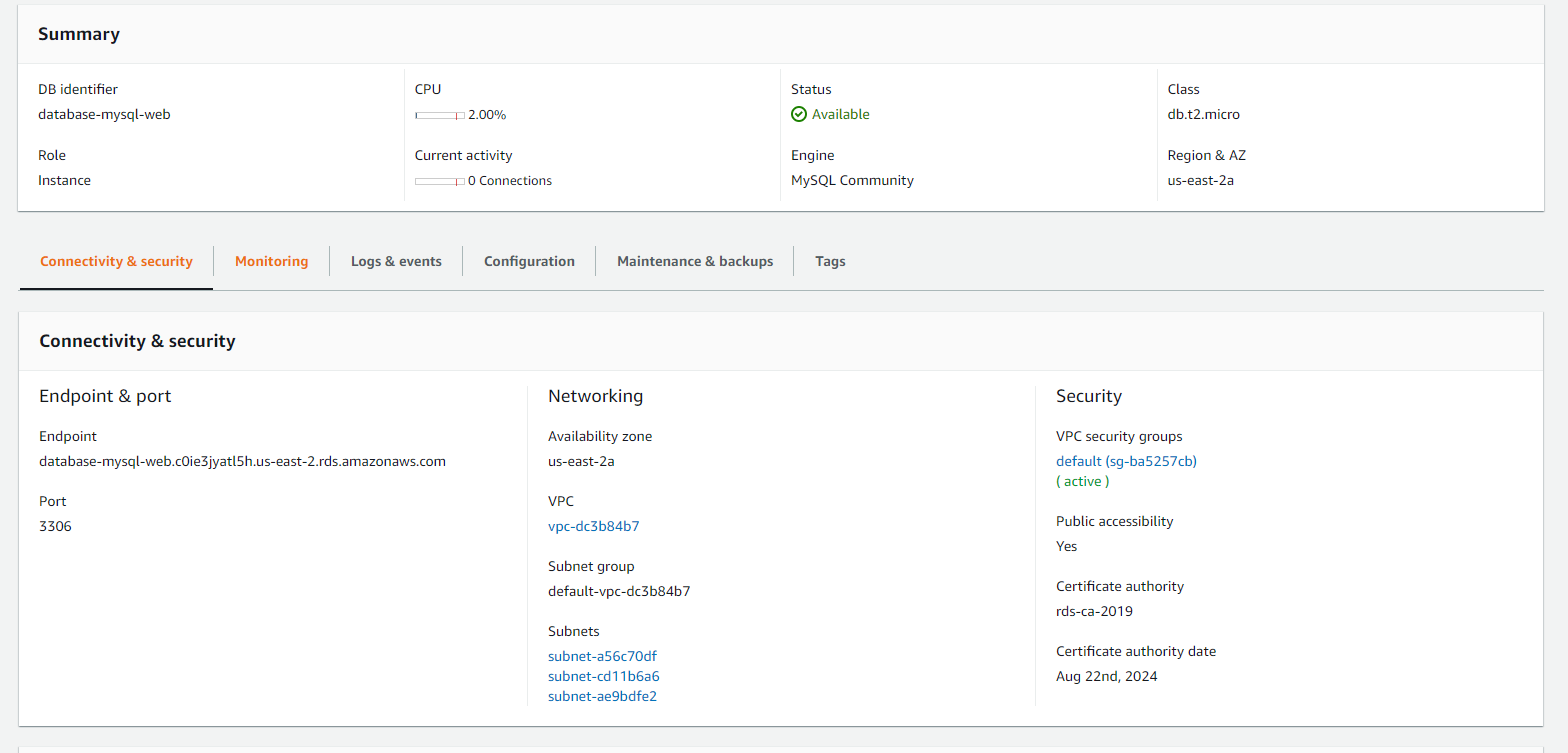 Summary
DB identifier
database-mysql-web
CPU
2.00%
Status
Available
Class
db.t2.micro
Role
Instance
Current activity
0 Connections
Engine
MySQL Community
Region & AZ
us-east-2a
Connectivity & security
Monitoring
Logs & events
Configuration
Maintenance & backups
Tags
Connectivity & security
Endpoint & port
Endpoint
database-mysql-web.c0ie3jyatl5h.us-east-2.rds.amazonaws.com
Port
3306
Networking
Availability zone
us-east-2a
VPC
vpc-dc3b84b7
Subnet group
default-vpc-dc3b84b7
Subnets
subnet-a56c70df
subnet-cd11b6a6
subnet-ae9bdfe2
Security
VPC security groups
default (sg-ba5257cb)
( active )
Public accessibility
Yes
Certificate authority
rds-ca-2019
Certificate authority date
Aug 22nd, 2024